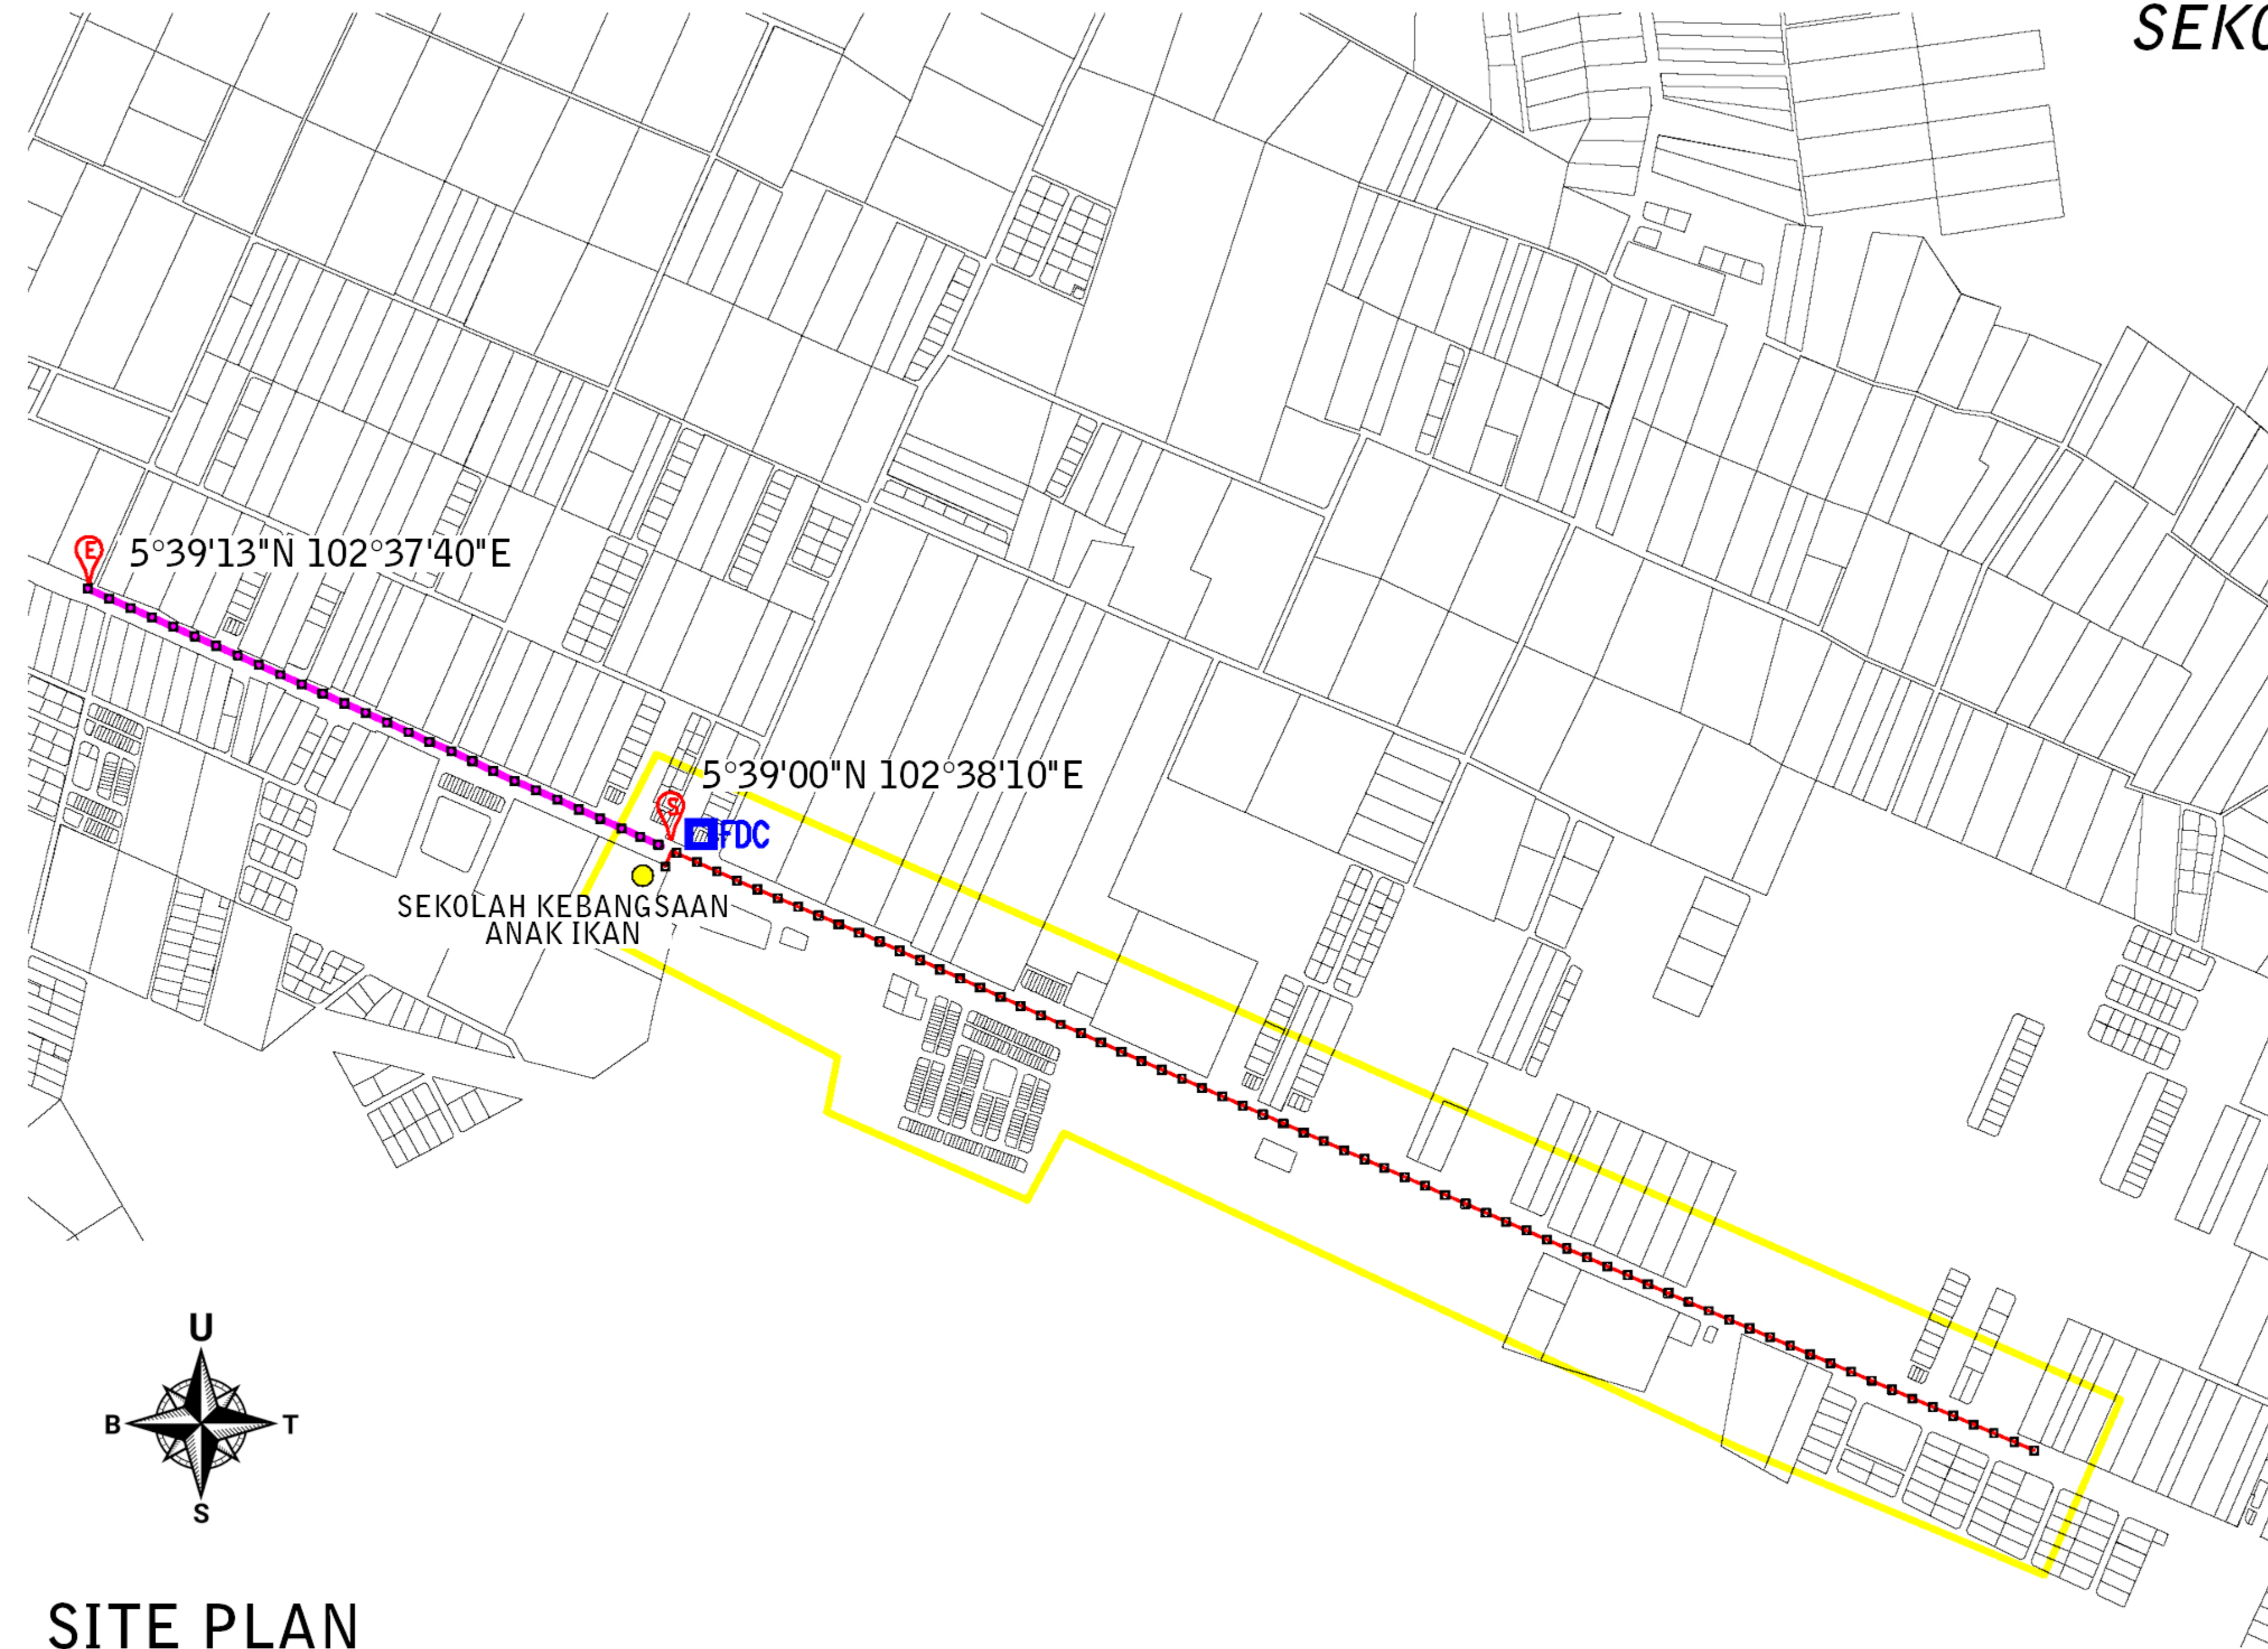 SEKO
E
5°39'13"N 102°37'40"E
5°39'00"N 102°38'10"E
S
FDC
SEKOLAH KEBANGSAAN
ANAK IKAN
U
B
T
S
SITE PLAN